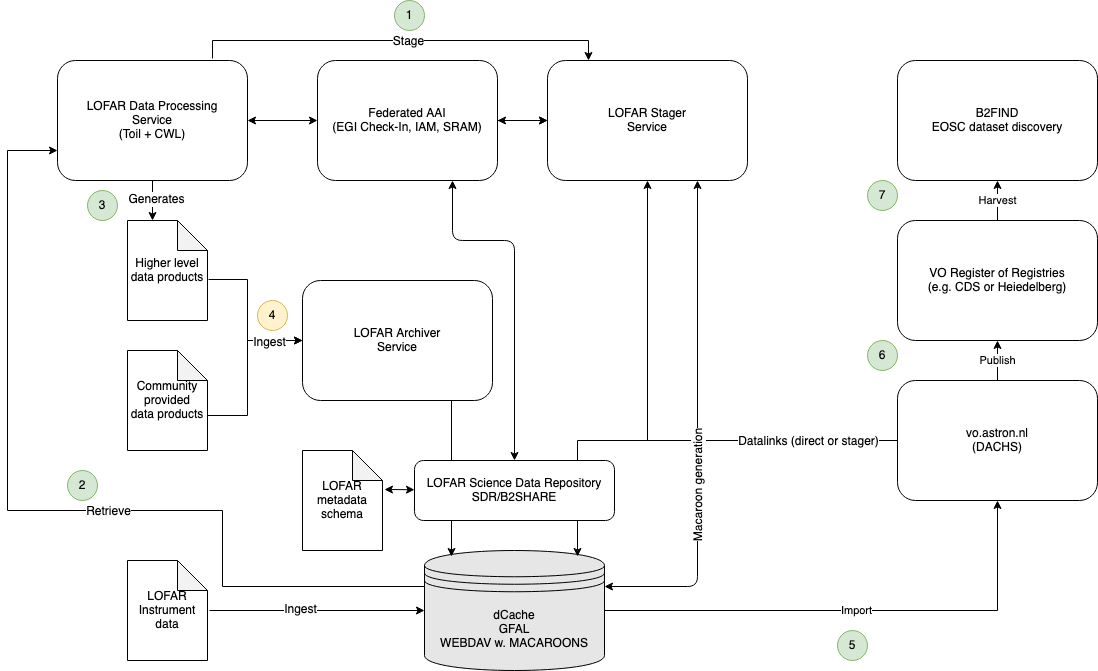 1
Stage
LOFAR Data Processing
Service
(Toil + CWL)
Federated AAI
(EGI Check-In, IAM, SRAM)
LOFAR Stager
Service
B2FIND
EOSC dataset discovery
3
Generates
7
Harvest
Higher level
data products
VO Register of Registries
(e.g. CDS or Heiedelberg)
4
Ingest
LOFAR Archiver
Service
6
Publish
Community
provided
data products
Datalinks (direct or stager)
vo.astron.nl
(DACHS)
Macaroon generation
2
Retrieve
LOFAR
metadata
schema
LOFAR Science Data Repository
SDR/B2SHARE
LOFAR
Instrument
data
Ingest
dCache
GFAL
WEBDAV w. MACAROONS
Import
5